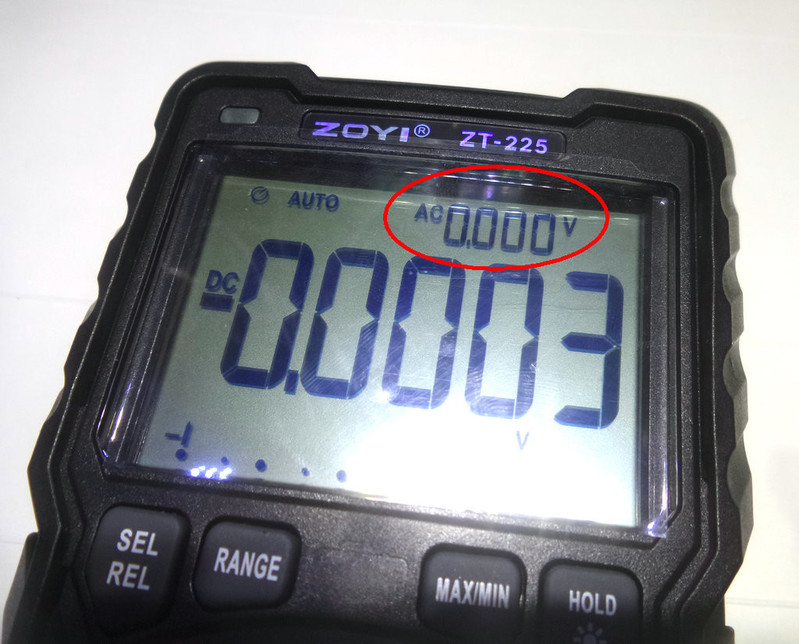 ZOYI® ZT-225
AUTO AC 0.000 V
DC -0.0003 V
SEL REL
RANGE
MAX/MIN
HOLD